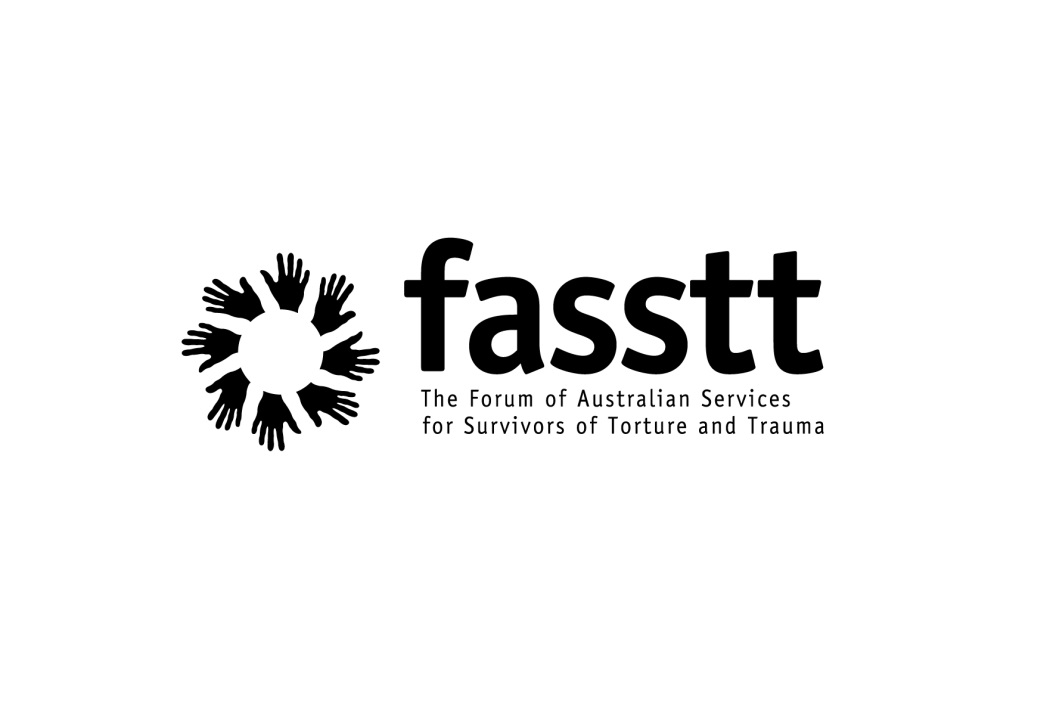 fasstt
The Forum of Australian Services
for Survivors of Torture and Trauma